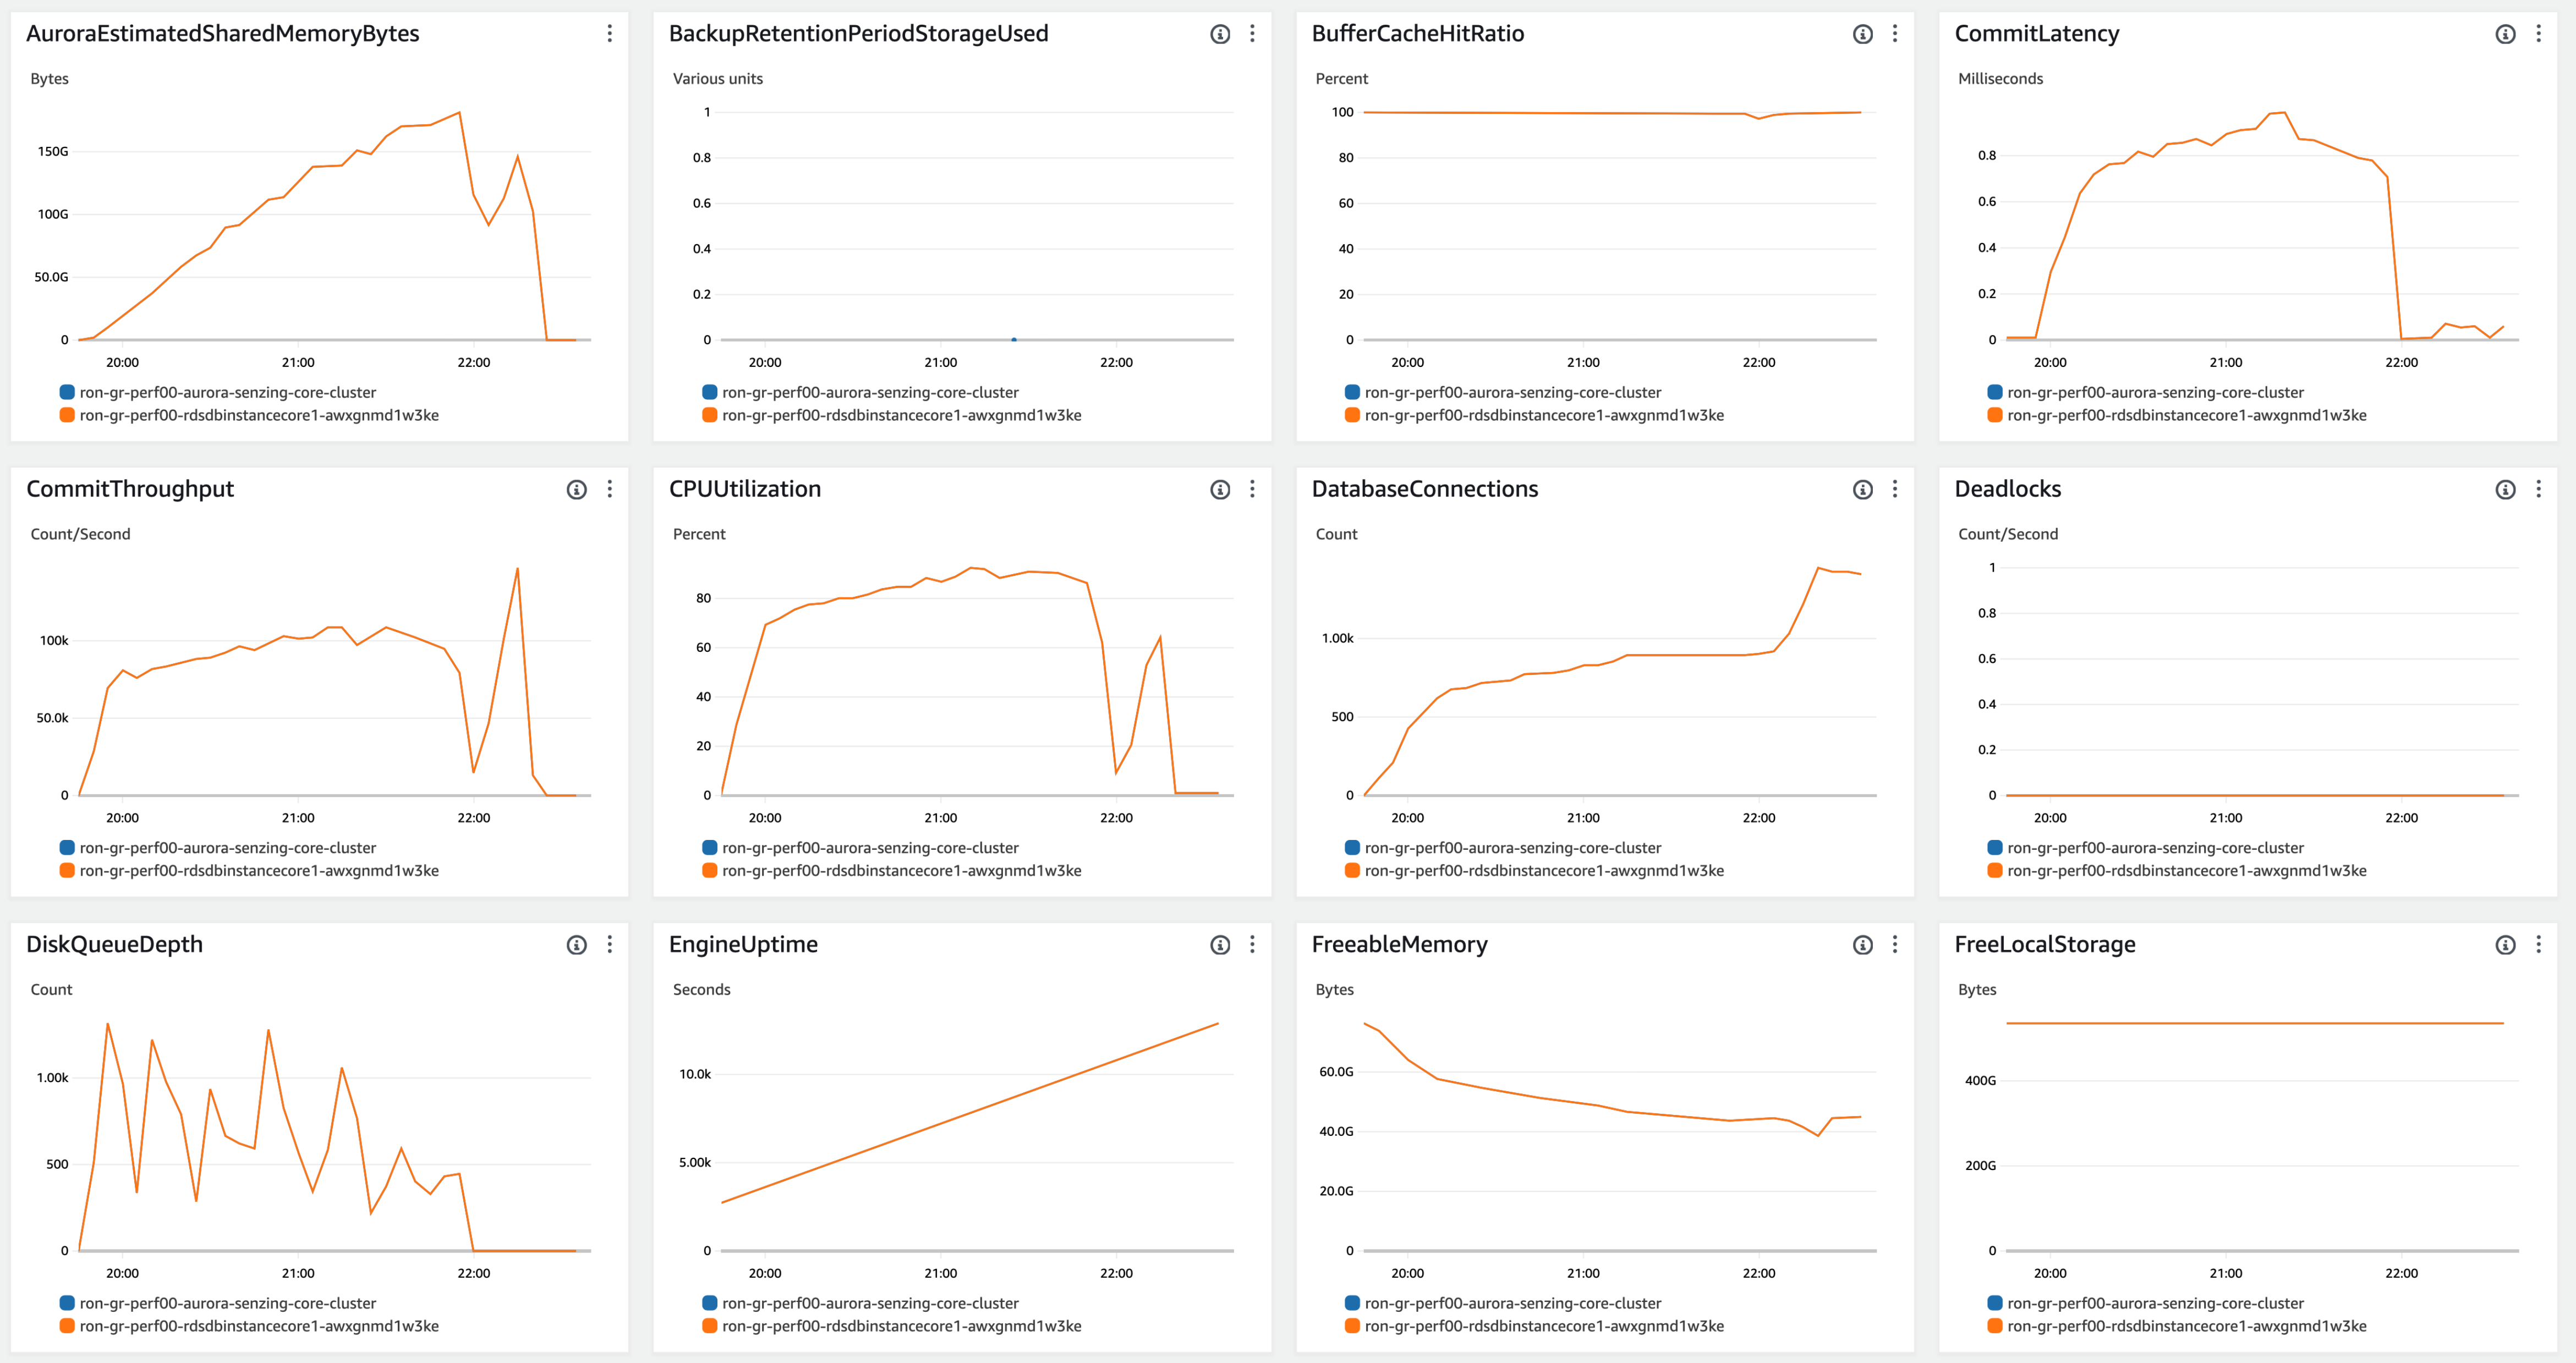 AuroraEstimatedSharedMemoryBytes
Bytes
150G
100G
50.0G
0
20:00 21:00 22:00
ron-gr-perf00-aurora-senzing-core-cluster
ron-gr-perf00-rdsdbinstancecore1-awxgnmd1w3ke
BackupRetentionPeriodStorageUsed
Various units
1
0.8
0.6
0.4
0.2
0
20:00 21:00 22:00
ron-gr-perf00-aurora-senzing-core-cluster
ron-gr-perf00-rdsdbinstancecore1-awxgnmd1w3ke
BufferCacheHitRatio
Percent
100
80
60
40
20
0
20:00 21:00 22:00
ron-gr-perf00-aurora-senzing-core-cluster
ron-gr-perf00-rdsdbinstancecore1-awxgnmd1w3ke
CommitLatency
Milliseconds
0.8
0.6
0.4
0.2
0
20:00 21:00 22:00
ron-gr-perf00-aurora-senzing-core-cluster
ron-gr-perf00-rdsdbinstancecore1-awxgnmd1w3ke
CommitThroughput
Count/Second
100k
50.0k
0
20:00 21:00 22:00
ron-gr-perf00-aurora-senzing-core-cluster
ron-gr-perf00-rdsdbinstancecore1-awxgnmd1w3ke
CPUUtilization
Percent
80
60
40
20
0
20:00 21:00 22:00
ron-gr-perf00-aurora-senzing-core-cluster
ron-gr-perf00-rdsdbinstancecore1-awxgnmd1w3ke
DatabaseConnections
Count
1.00k
500
0
20:00 21:00 22:00
ron-gr-perf00-aurora-senzing-core-cluster
ron-gr-perf00-rdsdbinstancecore1-awxgnmd1w3ke
Deadlocks
Count/Second
1
0.8
0.6
0.4
0.2
0
20:00 21:00 22:00
ron-gr-perf00-aurora-senzing-core-cluster
ron-gr-perf00-rdsdbinstancecore1-awxgnmd1w3ke
DiskQueueDepth
Count
1.00k
500
0
20:00 21:00 22:00
ron-gr-perf00-aurora-senzing-core-cluster
ron-gr-perf00-rdsdbinstancecore1-awxgnmd1w3ke
EngineUptime
Seconds
10.0k
5.00k
0
20:00 21:00 22:00
ron-gr-perf00-aurora-senzing-core-cluster
ron-gr-perf00-rdsdbinstancecore1-awxgnmd1w3ke
FreeableMemory
Bytes
60.0G
40.0G
20.0G
0
20:00 21:00 22:00
ron-gr-perf00-aurora-senzing-core-cluster
ron-gr-perf00-rdsdbinstancecore1-awxgnmd1w3ke
FreeLocalStorage
Bytes
400G
200G
0
20:00 21:00 22:00
ron-gr-perf00-aurora-senzing-core-cluster
ron-gr-perf00-rdsdbinstancecore1-awxgnmd1w3ke